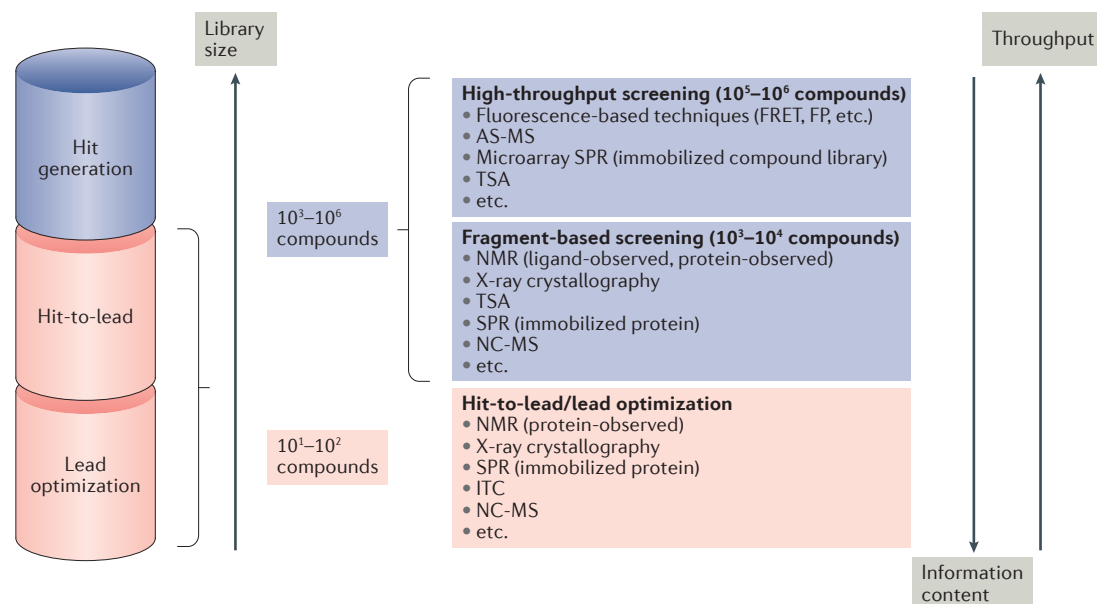 Library
size
Throughput
Hit
generation
Hit-to-lead
Lead
optimization
10³–10⁶
compounds
10¹–10²
compounds
High-throughput screening (10⁵–10⁶ compounds)
• Fluorescence-based techniques (FRET, FP, etc.)
• AS-MS
• Microarray SPR (immobilized compound library)
• TSA
• etc.
Fragment-based screening (10³–10⁴ compounds)
• NMR (ligand-observed, protein-observed)
• X-ray crystallography
• TSA
• SPR (immobilized protein)
• NC-MS
• etc.
Hit-to-lead/lead optimization
• NMR (protein-observed)
• X-ray crystallography
• SPR (immobilized protein)
• ITC
• NC-MS
• etc.
Information
content